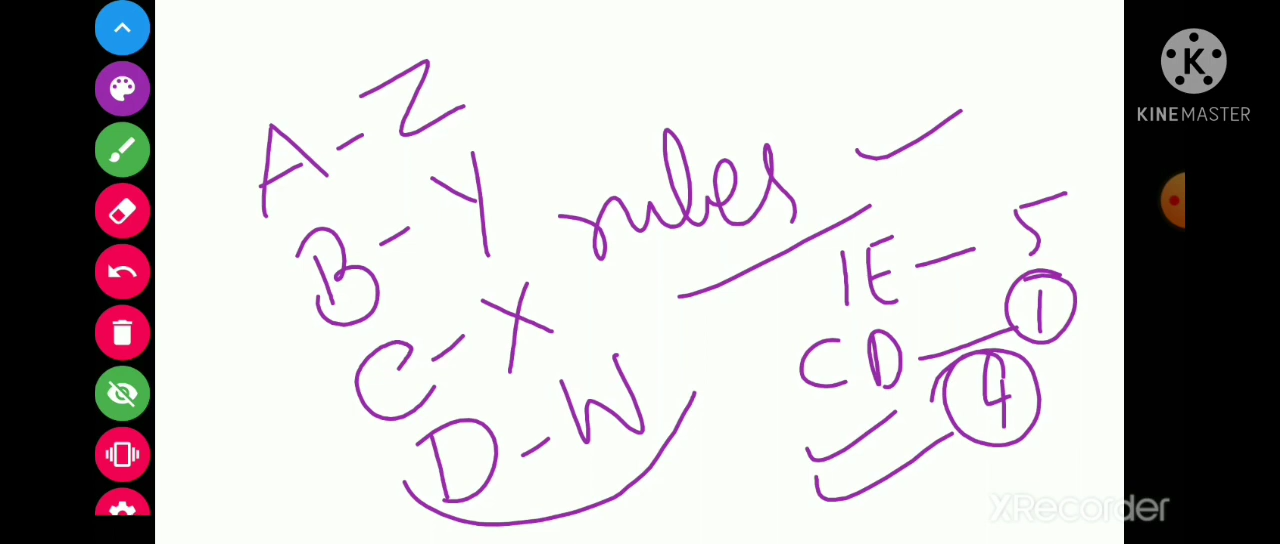 A - Z
B - Y
C - X
D - W
rules
IE - 5
CD - 1
4
K
KINEMASTER
XRecorder